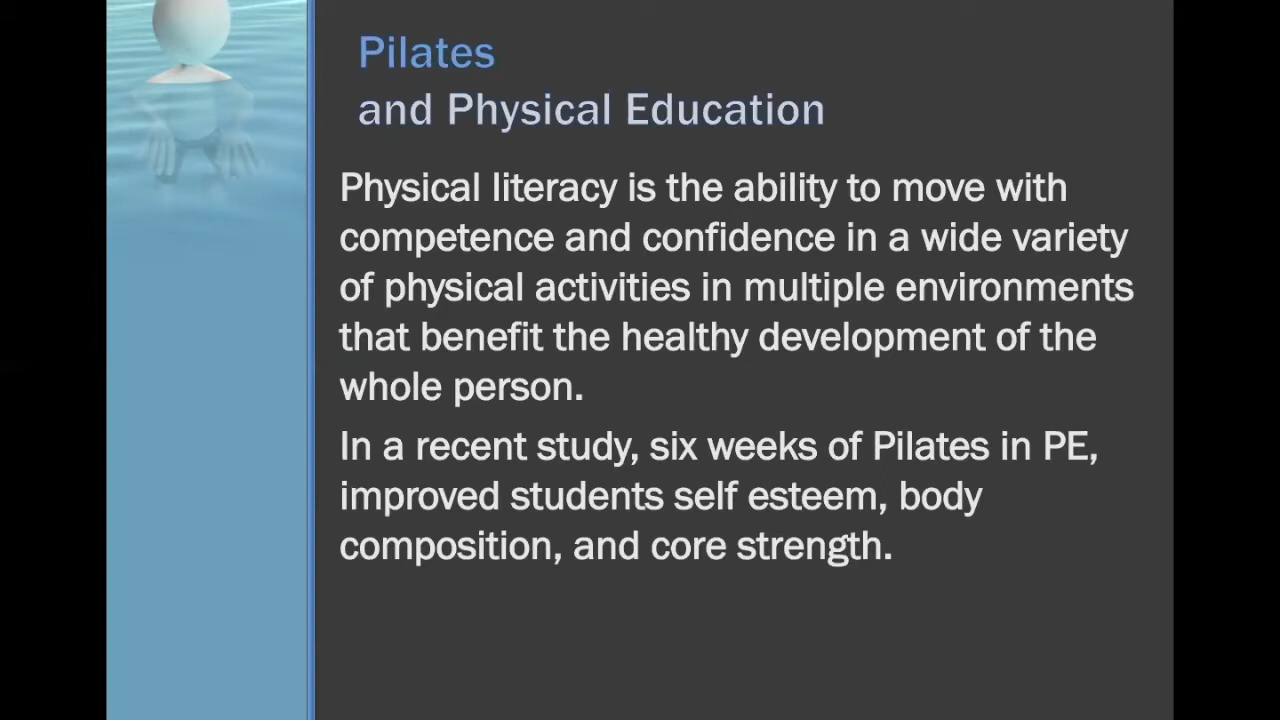 Pilates
and Physical Education
Physical literacy is the ability to move with
competence and confidence in a wide variety
of physical activities in multiple environments
that benefit the healthy development of the
whole person.
In a recent study, six weeks of Pilates in PE,
improved students self esteem, body
composition, and core strength.